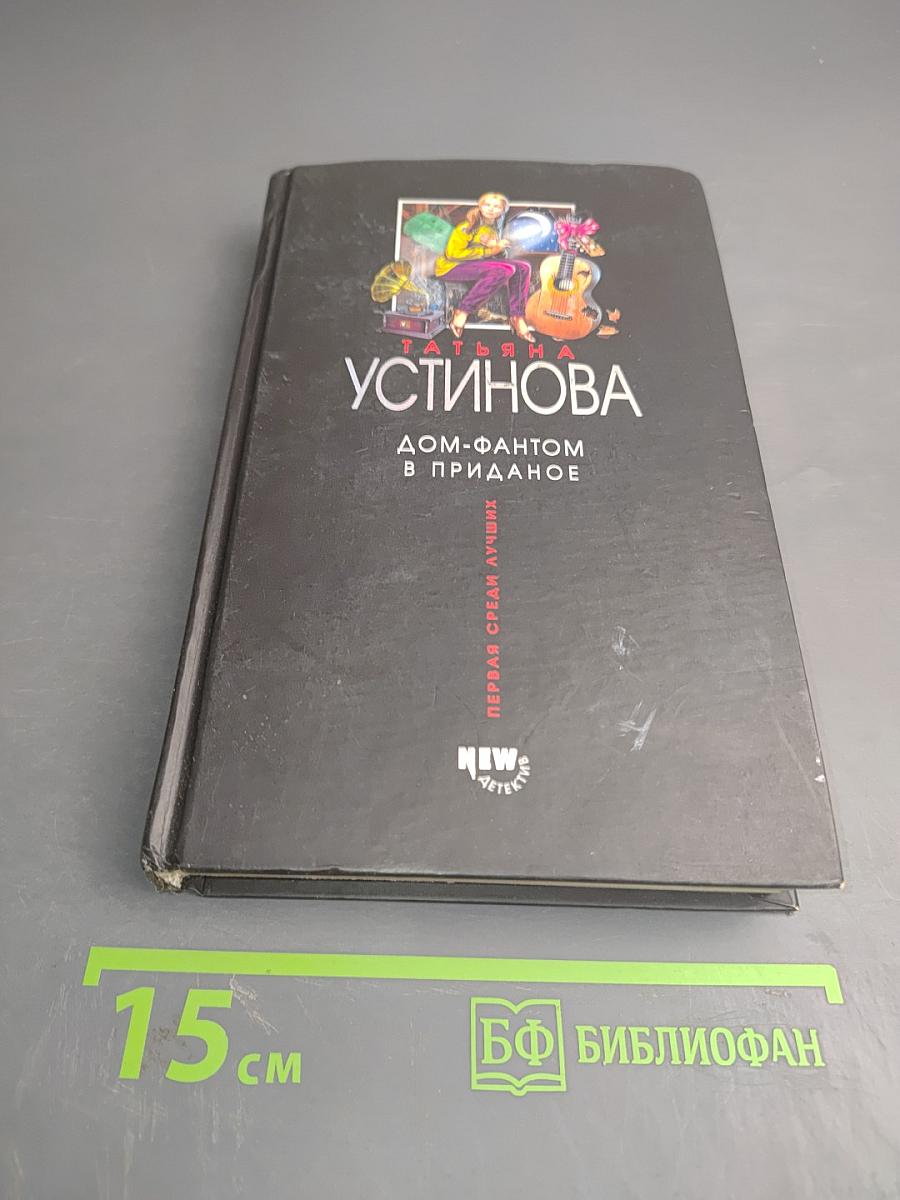 ТАТЬЯНА
УСТИНОВА
ДОМ-ФАНТОМ
В ПРИДАНОЕ
ПЕРВАЯ СРЕДИ ЛУЧШИХ
NEW
ДЕТЕКТИВ
15 см
БФ БИБЛИОФАН